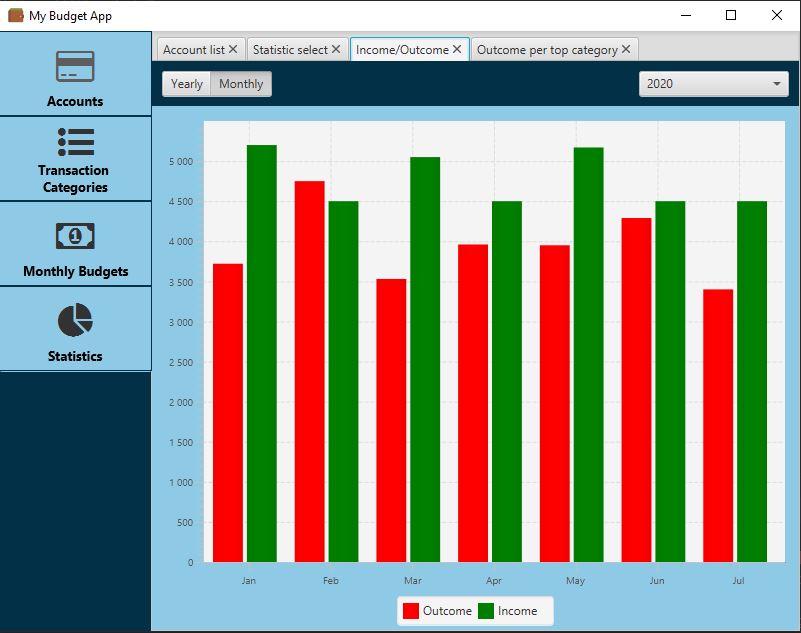 My Budget App
Accounts
Transaction
Categories
Monthly Budgets
Statistics
Account list
Statistic select
Income/Outcome
Outcome per top category
Yearly
Monthly
2020
5 000
4 500
4 000
3 500
3 000
2 500
2 000
1 500
1 000
500
0
Jan
Feb
Mar
Apr
May
Jun
Jul
Outcome
Income